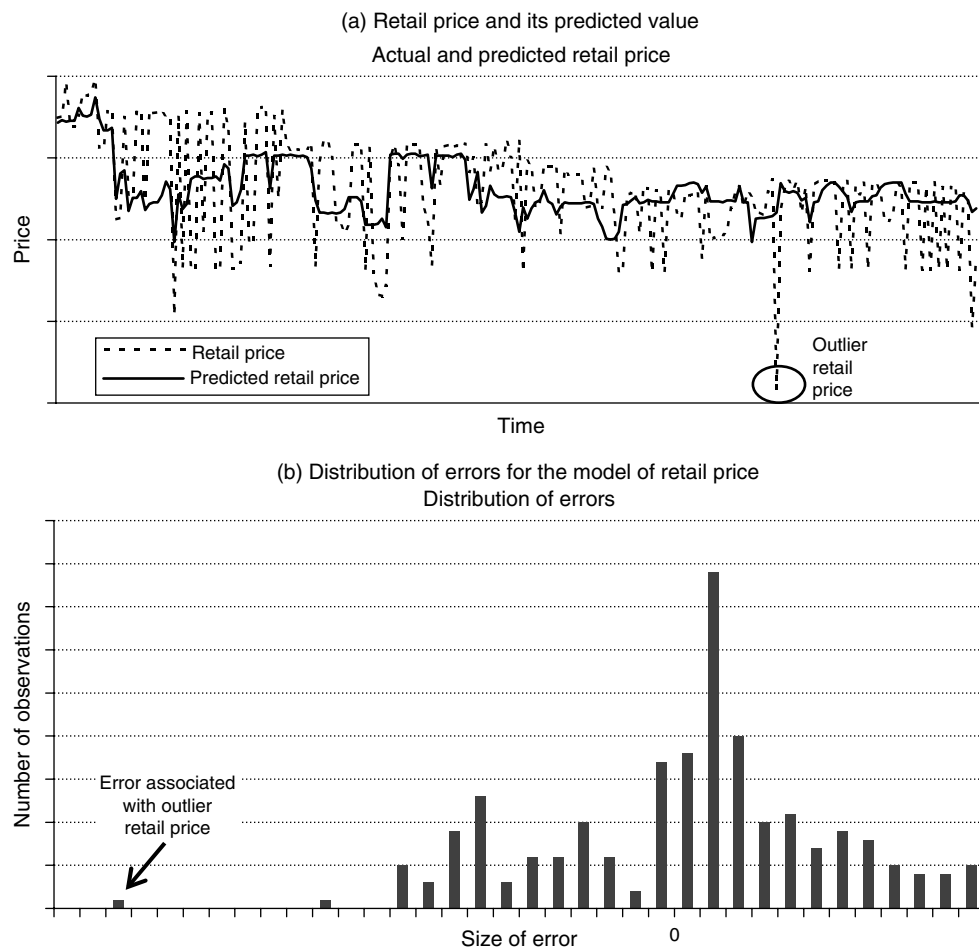 (a) Retail price and its predicted value
Actual and predicted retail price
Price
Retail price
Predicted retail price
Outlier
retail
price
Time
(b) Distribution of errors for the model of retail price
Distribution of errors
Number of observations
Error associated
with outlier
retail price
Size of error
0